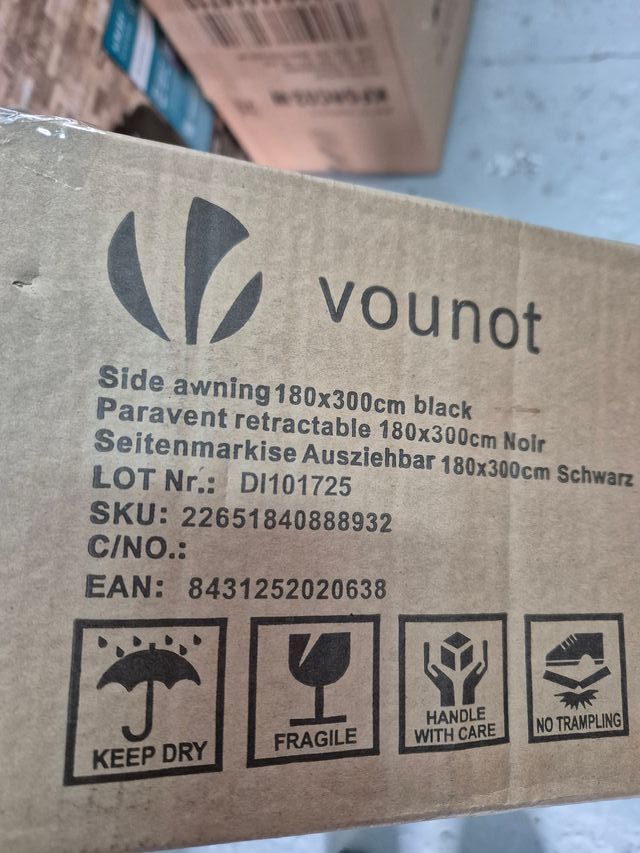 vounot
Side awning 180x300cm black
Paravent retractable 180x300cm Noir
Seitenmarkise Ausziehbar 180x300cm Schwarz
LOT Nr.: DI101725
SKU: 22651840888932
C/NO.:
EAN: 8431252020638
KEEP DRY
FRAGILE
HANDLE
WITH CARE
NO TRAMPLING